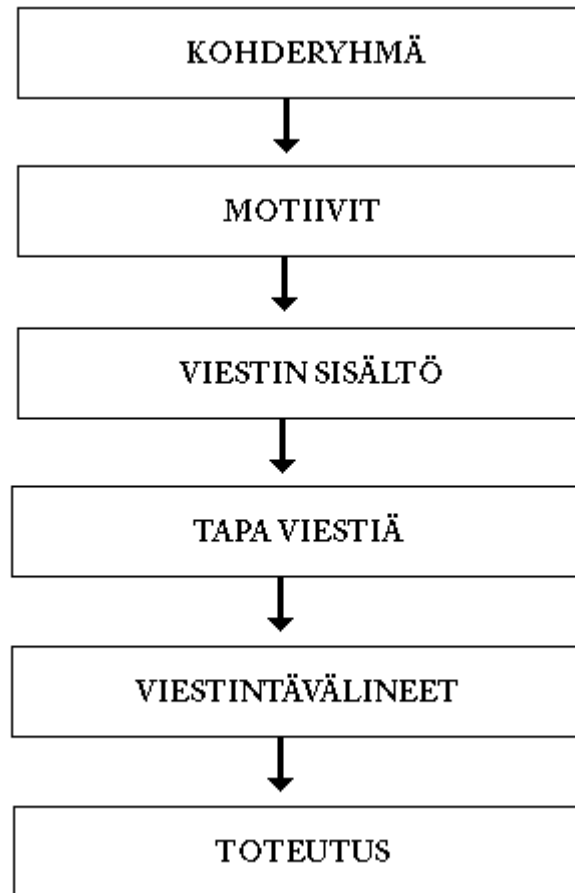 KOHDERYHMÄ
MOTIIVIT
VIESTIN SISÄLTÖ
TAPA VIESTIÄ
VIESTINTÄVÄLINEET
TOTEUTUS